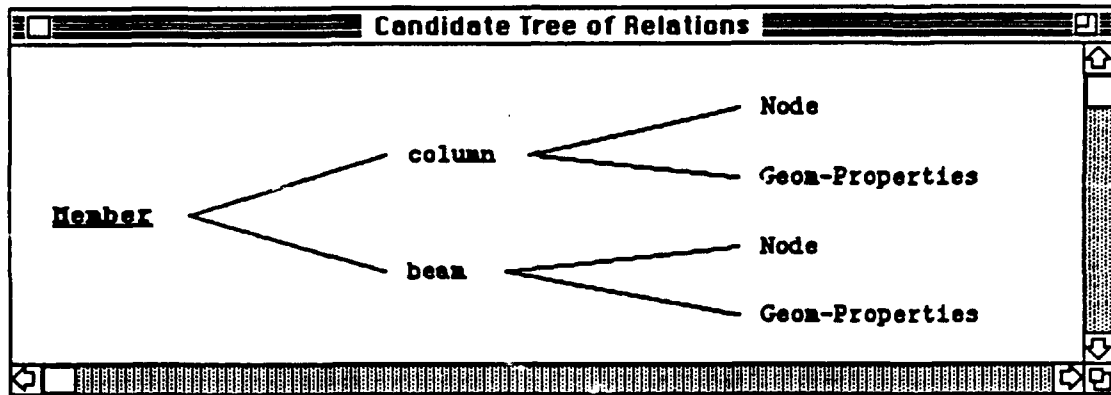 Candidate Tree of Relations
Node
column
Geom-Properties
Member
Node
beam
Geom-Properties